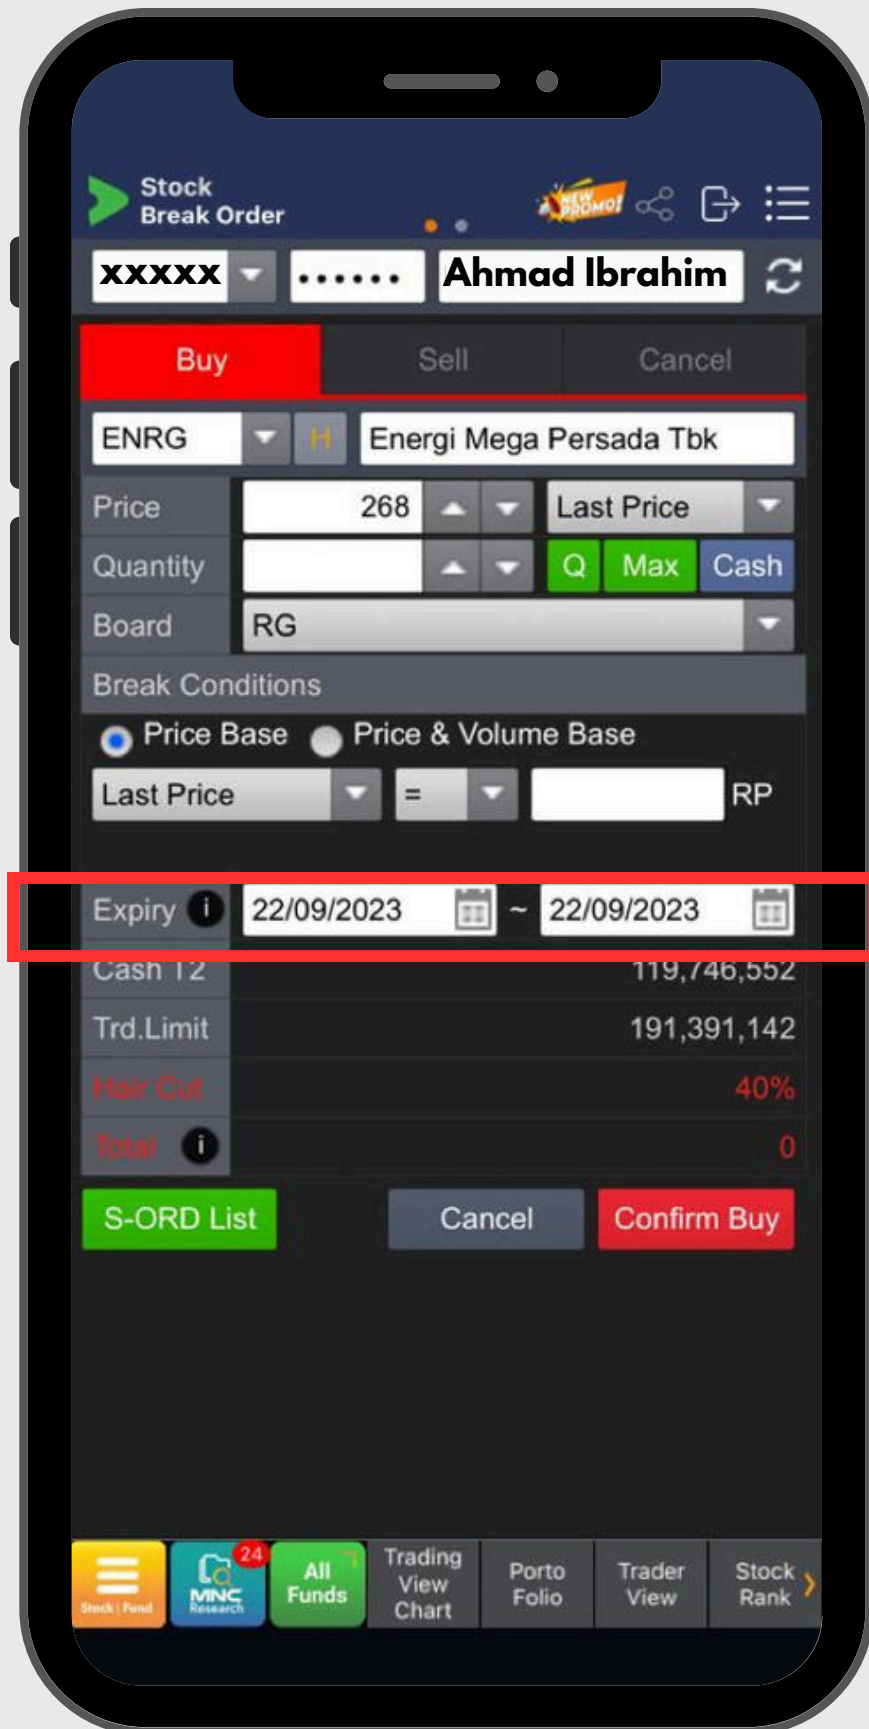 Stock
Break Order
NEW
PROMO!
xxxxx
Ahmad Ibrahim
Buy Sell Cancel
ENRG H Energi Mega Persada Tbk
Price 268 Last Price
Quantity Q Max Cash
Board RG
Break Conditions
Price Base Price & Volume Base
Last Price = RP
Expiry i 22/09/2023 ~ 22/09/2023
Cash T2 119,746,552
Trd.Limit 191,391,142
Hair Cut 40%
Total i 0
S-ORD List Cancel Confirm Buy
Stock | Fund
24
MNC
Research
All
Funds
Trading
View
Chart
Porto
Folio
Trader
View
Stock
Rank